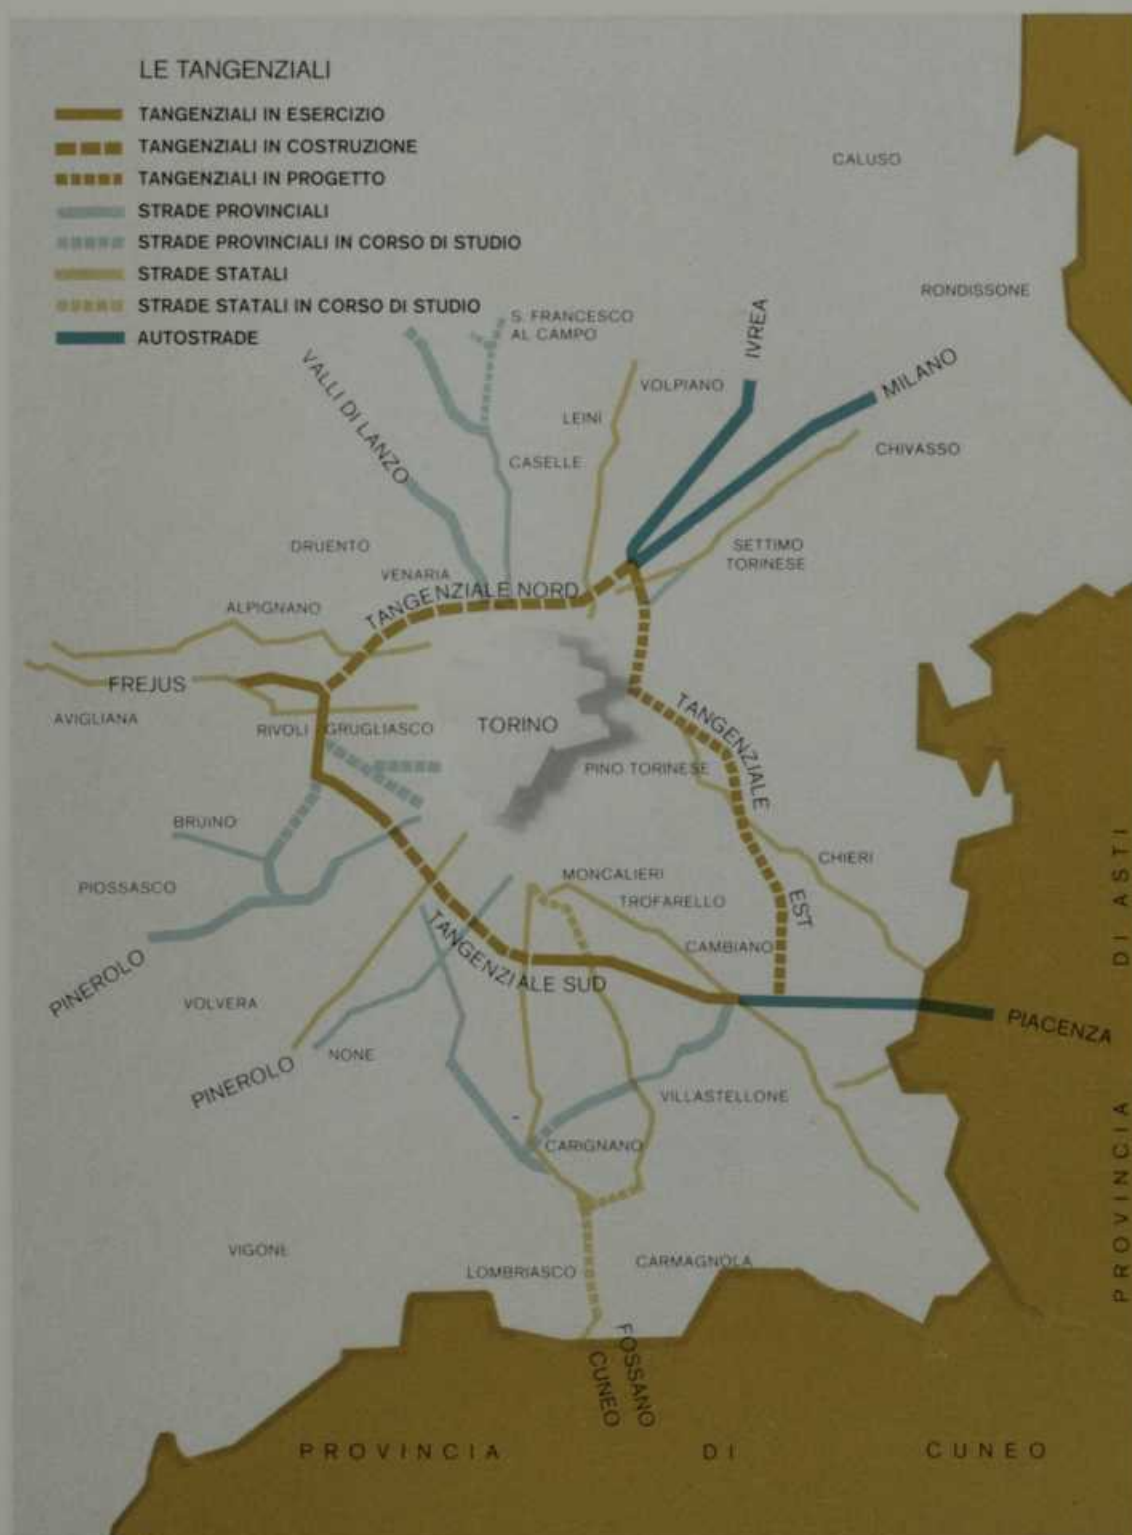 LE TANGENZIALI
TANGENZIALI IN ESERCIZIO
TANGENZIALI IN COSTRUZIONE
TANGENZIALI IN PROGETTO
STRADE PROVINCIALI
STRADE PROVINCIALI IN CORSO DI STUDIO
STRADE STATALI
STRADE STATALI IN CORSO DI STUDIO
AUTOSTRADE
CALUSO
RONDISSONE
S. FRANCESCO
AL CAMPO
IVREA
VOLPIANO
MILANO
VALLI DI LANZO
LEINÌ
CHIVASSO
CASELLE
DRUENTO
SETTIMO
TORINESE
VENARIA
TANGENZIALE NORD
ALPIGNANO
FREJUS
AVIGLIANA
RIVOLI
GRUGLIASCO
TORINO
TANGENZIALE
EST
PINO TORINESE
BRUINO
CHIERI
PIOSSASCO
MONCALIERI
TROFARELLO
CAMBIANO
PINEROLO
TANGENZIALE SUD
VOLVERA
PIACENZA
NONE
PINEROLO
VILLASTELLONE
CARIGNANO
VIGONE
LOMBRIASCO
CARMAGNOLA
FOSSANO
CUNEO
PROVINCIA DI CUNEO
PROVINCIA DI ASTI